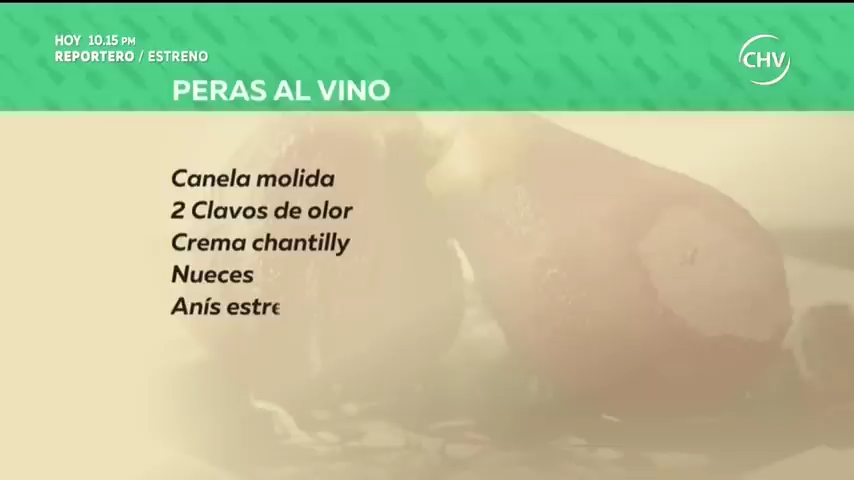 HOY 10.15 PM
REPORTERO / ESTRENO
CHV
PERAS AL VINO
Canela molida
2 Clavos de olor
Crema chantilly
Nueces
Anís estre